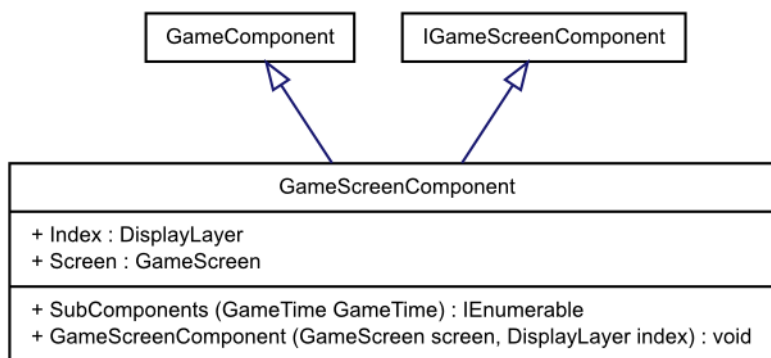 GameComponent
IGameScreenComponent
GameScreenComponent
+ Index : DisplayLayer
+ Screen : GameScreen
+ SubComponents (GameTime GameTime) : IEnumerable
+ GameScreenComponent (GameScreen screen, DisplayLayer index) : void